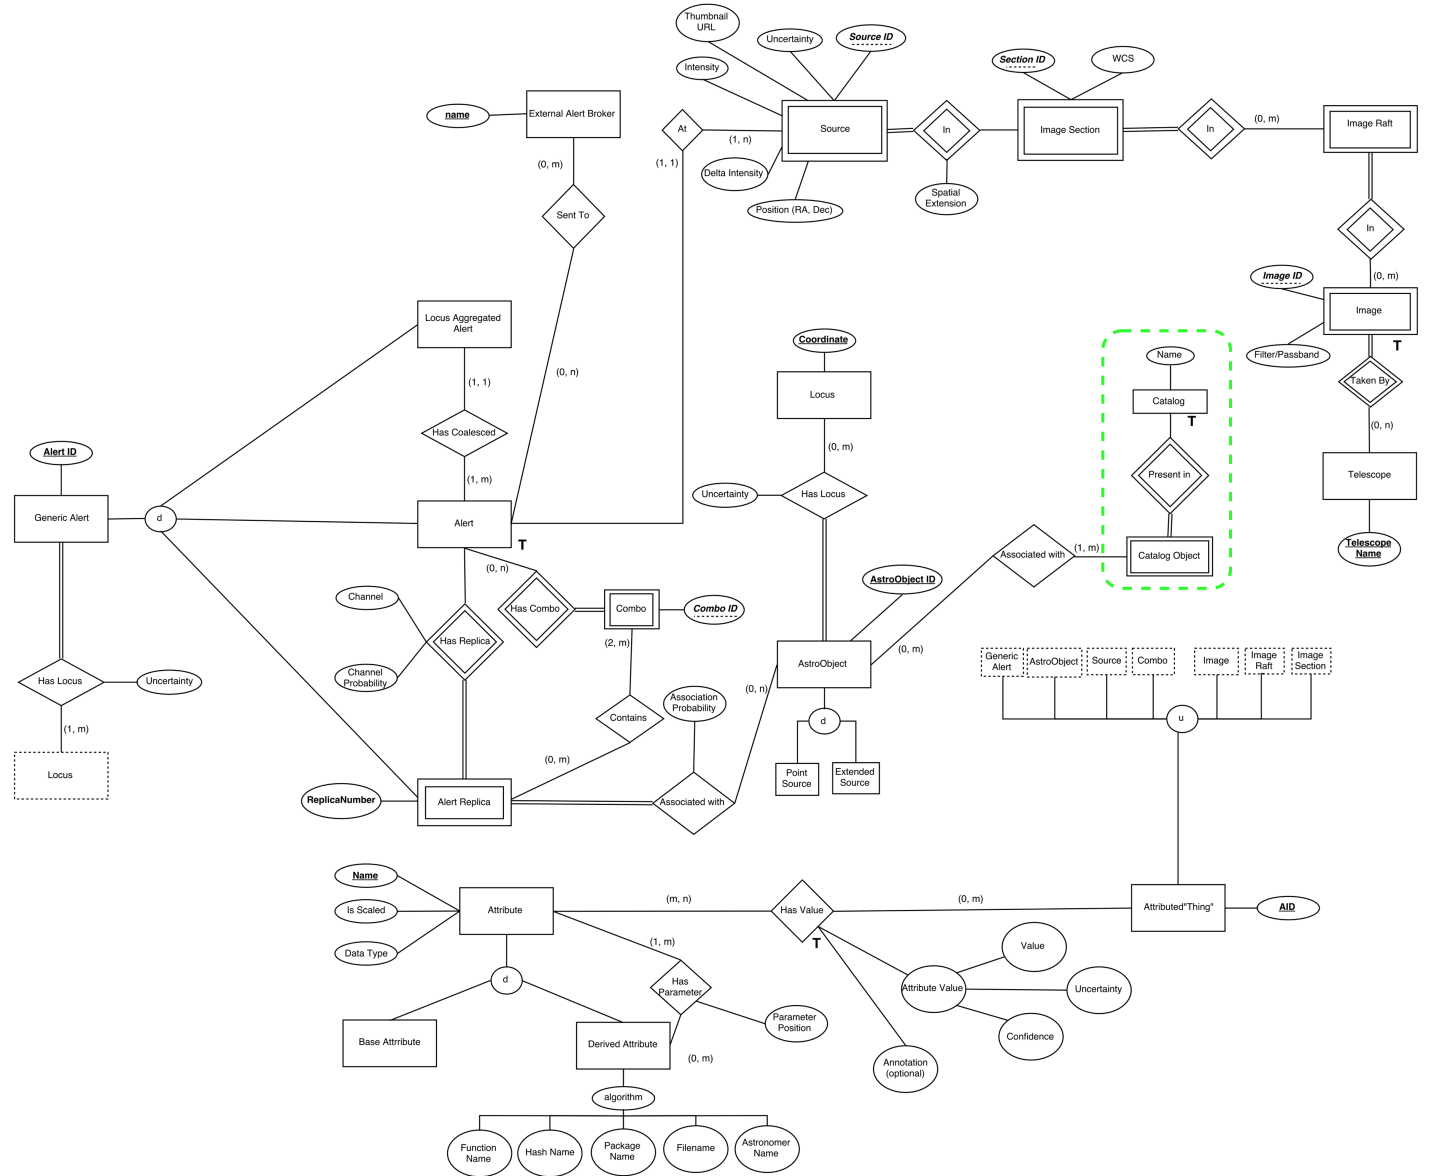 Thumbnail
URL
Uncertainty
Source ID
Intensity
Section ID
WCS
name
External Alert Broker
At
(1, n)
Source
In
Image Section
In
(0, m)
Image Raft
(0, m)
(1, 1)
Delta Intensity
Spatial
Extension
Position (RA, Dec)
Sent To
In
Image ID
(0, m)
Image
T
Filter/Passband
Locus Aggregated
Alert
Coordinate
Name
Taken By
(1, 1)
(0, n)
Locus
Catalog
T
(0, n)
Has Coalesced
(0, m)
Alert ID
Present in
Telescope
(1, m)
Uncertainty
Has Locus
Generic Alert
d
Alert
T
Telescope
Name
(0, n)
Associated with
(1, m)
Catalog Object
AstroObject ID
Channel
Has Combo
Combo
Combo ID
Has Replica
(2, m)
(0, m)
AstroObject
Generic
Alert
AstroObject
Source
Combo
Image
Image
Raft
Image
Section
Has Locus
Uncertainty
Channel
Probability
(0, n)
Association
Probability
(1, m)
Contains
d
u
(0, m)
Locus
Point
Source
Extended
Source
ReplicaNumber
Alert Replica
Associated with
Name
(m, n)
(0, m)
Is Scaled
Attribute
Has Value
Attributed"Thing"
AID
T
Data Type
(1, m)
Value
d
Has
Parameter
Attribute Value
Uncertainty
Parameter
Position
Base Attrribute
Derived Attribute
Confidence
(0, m)
Annotation
(optional)
algorithm
Function
Name
Hash Name
Package
Name
Filename
Astronomer
Name